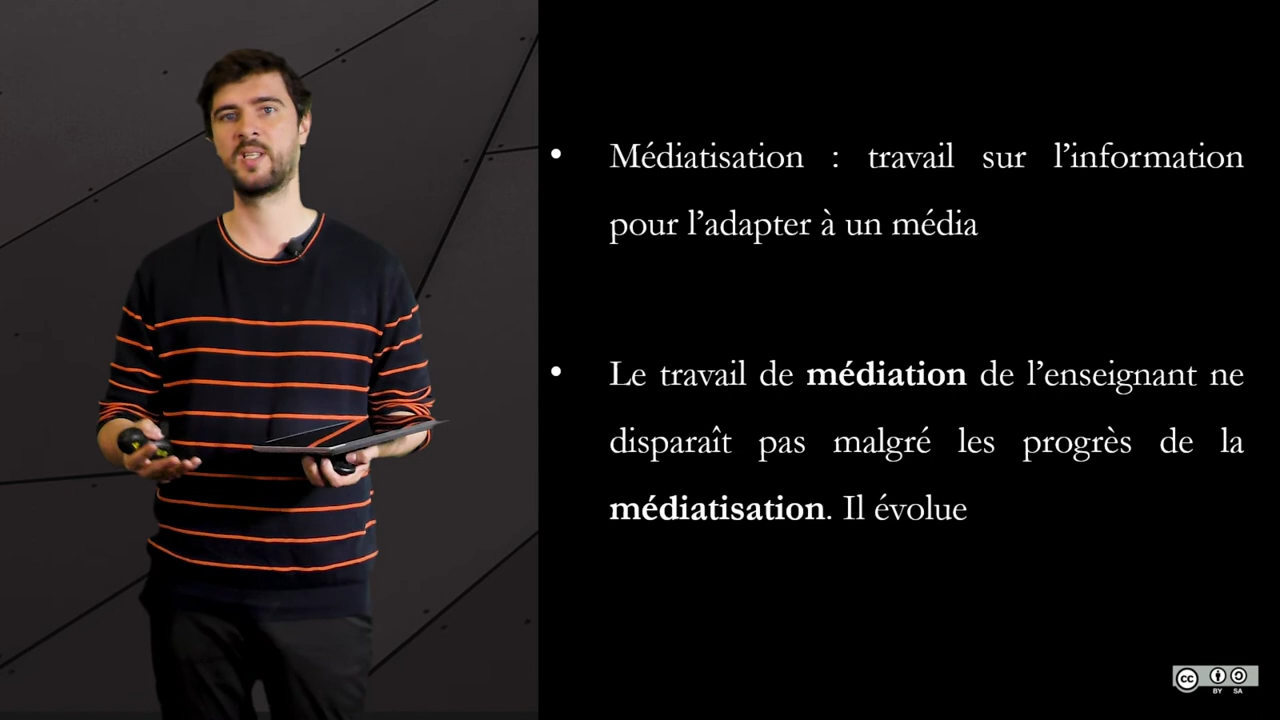 • Médiatisation : travail sur l’information
pour l’adapter à un média
• Le travail de médiation de l’enseignant ne
disparaît pas malgré les progrès de la
médiatisation. Il évolue
cc
BY SA